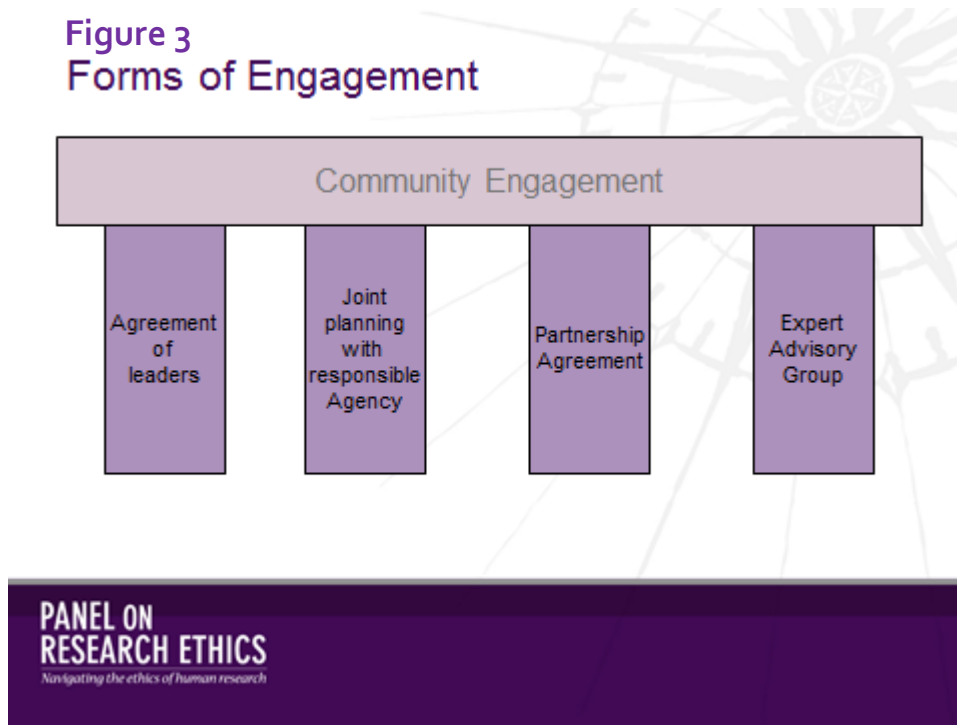 Figure 3
Forms of Engagement
Community Engagement
Agreement
of
leaders
Joint
planning
with
responsible
Agency
Partnership
Agreement
Expert
Advisory
Group
PANEL ON
RESEARCH ETHICS
Navigating the ethics of human research